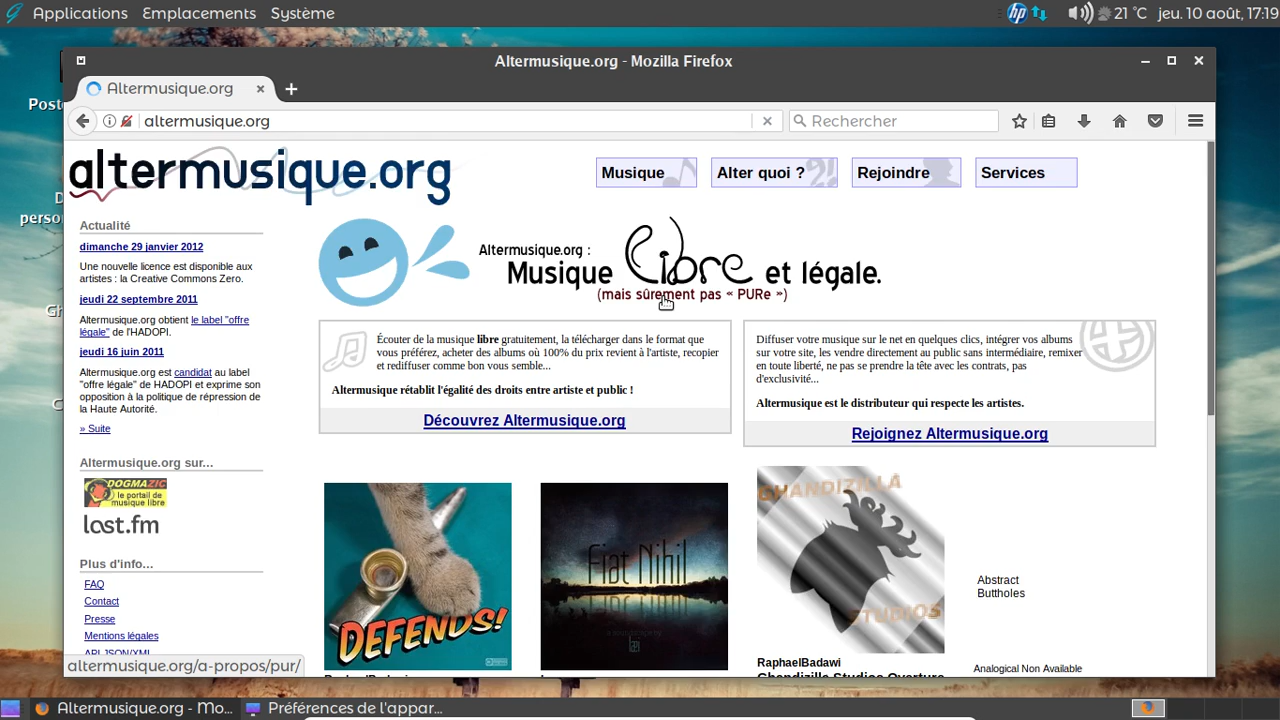 Applications Emplacements Système
21 °C jeu. 10 août, 17:19
Altermusique.org - Mozilla Firefox
Altermusique.org
altermusique.org
Rechercher
altermusique.org
Musique
Alter quoi ?
Rejoindre
Services
Actualité
dimanche 29 janvier 2012
Une nouvelle licence est disponible aux
artistes : la Creative Commons Zero.
jeudi 22 septembre 2011
Altermusique.org obtient le label "offre
légale" de l'HADOPI.
jeudi 16 juin 2011
Altermusique.org est candidat au label
"offre légale" de HADOPI et exprime son
opposition à la politique de répression de
la Haute Autorité.
» Suite
Altermusique.org sur...
DOGMAZIC
le portail de
musique libre
last.fm
Plus d'info...
FAQ
Contact
Presse
Mentions légales
API JSON/XML
altermusique.org/a-propos/pur/
Altermusique.org :
Musique libre et légale.
(mais sûrement pas « PURe »)
Écouter de la musique libre gratuitement, la télécharger dans le format que
vous préférez, acheter des albums où 100% du prix revient à l'artiste, recopier
et rediffuser comme bon vous semble...
Altermusique rétablit l'égalité des droits entre artiste et public !
Découvrez Altermusique.org
Diffuser votre musique sur le net en quelques clics, intégrer vos albums
sur votre site, les vendre directement au public sans intermédiaire, remixer
en toute liberté, ne pas se prendre la tête avec les contrats, pas
d'exclusivité...
Altermusique est le distributeur qui respecte les artistes.
Rejoignez Altermusique.org
DEFENDS!
Fiat Nihil
GHANDIZILLA
STUDIOS
RaphaelBadawi
Ghandizilla Studios Overture
Abstract
Buttholes
Analogical Non Available
RaphaelBadawi
Altermusique.org - Mo...
Préférences de l'appar...